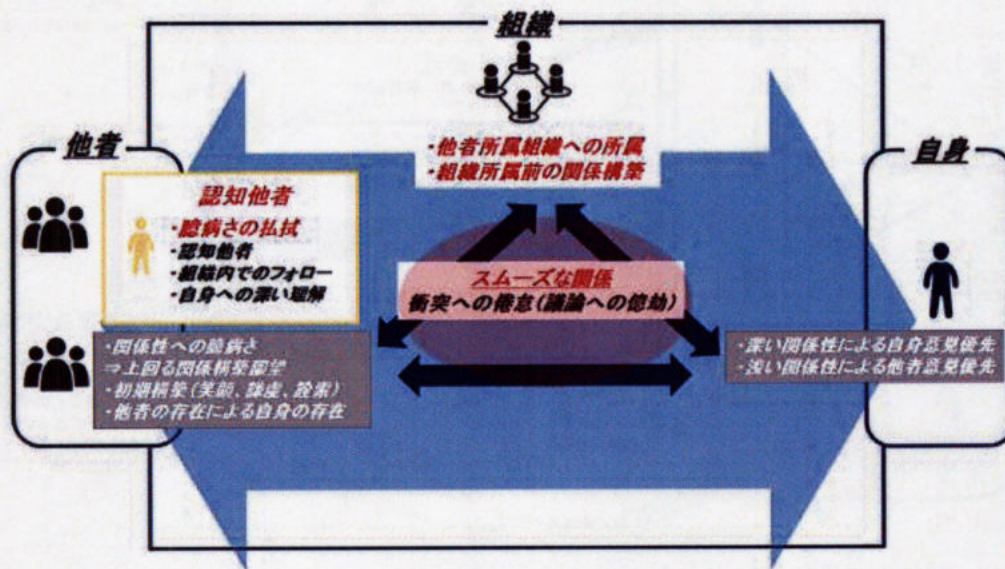 組織
・他者所属組織への所属
・組織所属前の関係構築
他者
認知他者
・臆病さの払拭
・認知他者
・組織内でのフォロー
・自身への深い理解
・関係性への臆病さ
⇒上回る関係構築願望
・初期構築(笑顔、謙虚、詮索)
・他者の存在による自身の存在
スムーズな関係
衝突への倦怠(議論への億劫)
自身
・深い関係性による自身意見優先
・浅い関係性による他者意見優先